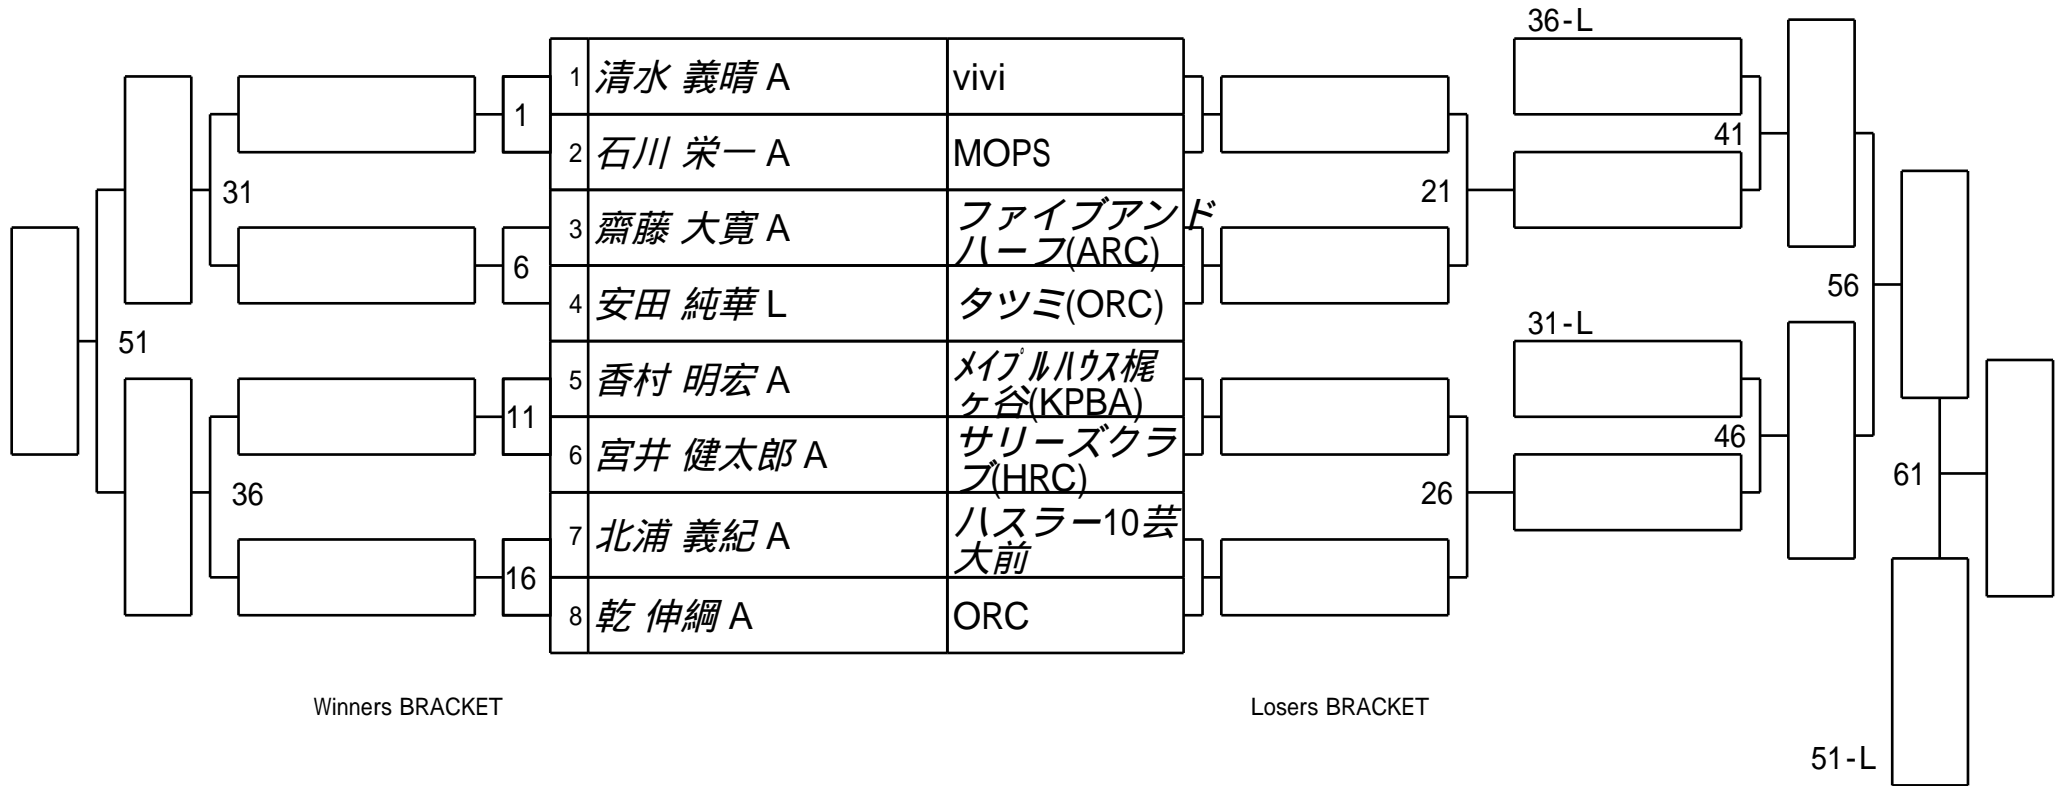 36-L
1 清水 義晴 A vivi
1
2 石川 栄一 A MOPS
41
31
21
3 齋藤 大寛 A ファイブアンド
ハーフ(ARC)
6
4 安田 純華 L タツミ(ORC)
56
51
31-L
5 香村 明宏 A メイプルハウス梶
ヶ谷(KPBA)
11
6 宮井 健太郎 A サリーズクラ
ブ(HRC)
46
36
26
61
7 北浦 義紀 A ハスラー10芸
大前
16
8 乾 伸綱 A ORC
Winners BRACKET
Losers BRACKET
51-L